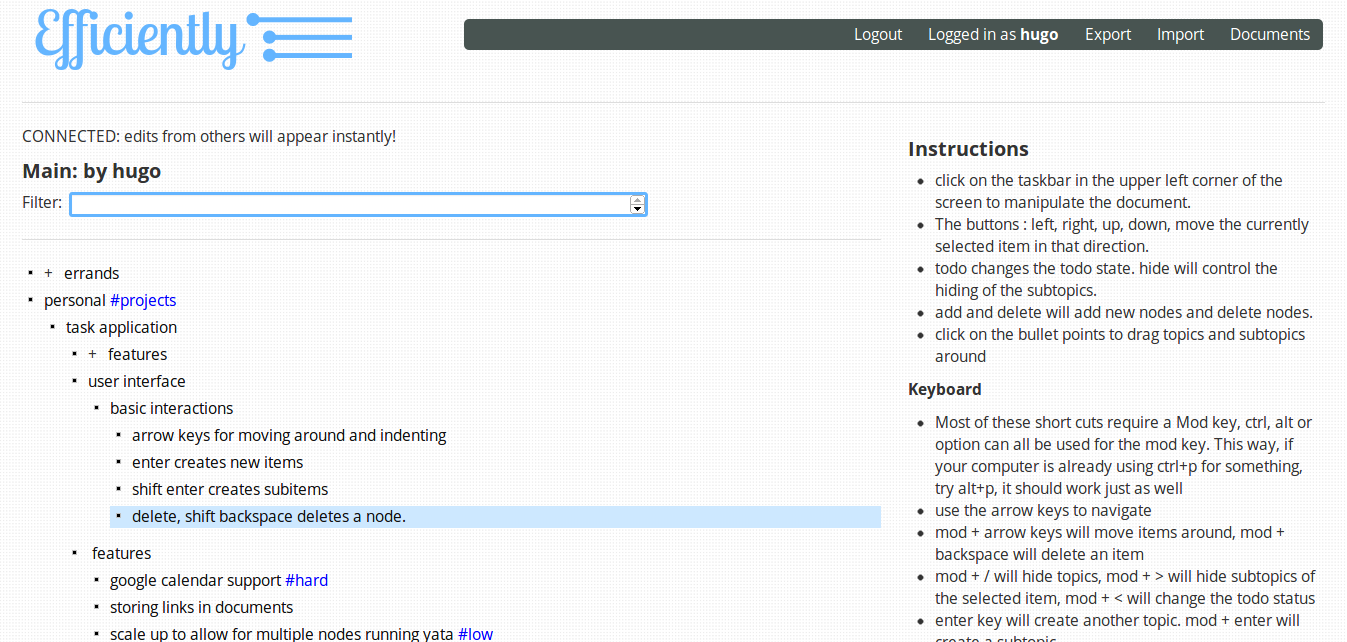 Efficiently
Logout Logged in as hugo Export Import Documents
CONNECTED: edits from others will appear instantly!
Main: by hugo
Filter:
+ errands
personal #projects
task application
+ features
user interface
basic interactions
arrow keys for moving around and indenting
enter creates new items
shift enter creates subitems
delete, shift backspace deletes a node.
features
google calendar support #hard
storing links in documents
scale up to allow for multiple nodes running yata #low
Instructions
click on the taskbar in the upper left corner of the
screen to manipulate the document.
The buttons : left, right, up, down, move the currently
selected item in that direction.
todo changes the todo state. hide will control the
hiding of the subtopics.
add and delete will add new nodes and delete nodes.
click on the bullet points to drag topics and subtopics
around
Keyboard
Most of these short cuts require a Mod key, ctrl, alt or
option can all be used for the mod key. This way, if
your computer is already using ctrl+p for something,
try alt+p, it should work just as well
use the arrow keys to navigate
mod + arrow keys will move items around, mod +
backspace will delete an item
mod + / will hide topics, mod + > will hide subtopics of
the selected item, mod + < will change the todo status
enter key will create another topic. mod + enter will
create a subtopic